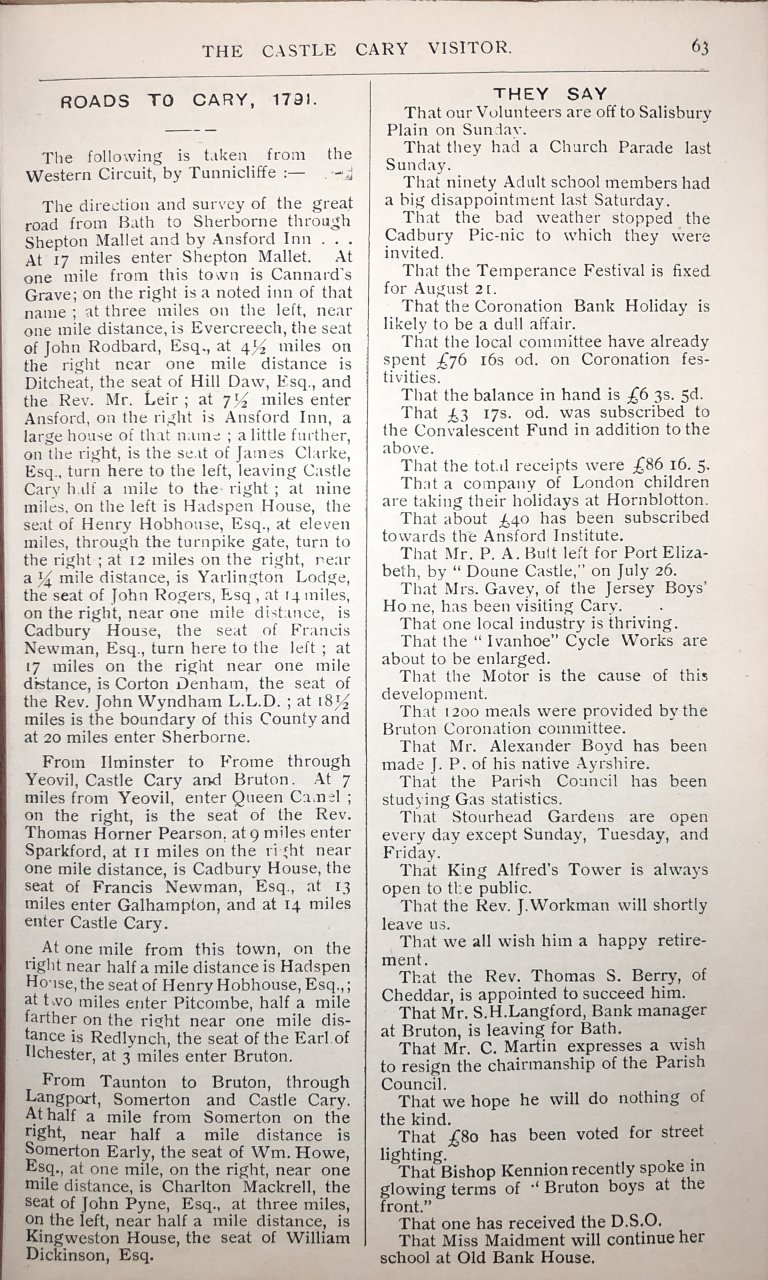 THE CASTLE CARY VISITOR.
63
ROADS TO CARY, 1791.
The following is taken from the
Western Circuit, by Tunnicliffe :—
The direction and survey of the great
road from Bath to Sherborne through
Shepton Mallet and by Ansford Inn . . .
At 17 miles enter Shepton Mallet. At
one mile from this town is Cannard's
Grave; on the right is a noted inn of that
name ; at three miles on the left, near
one mile distance, is Evercreech, the seat
of John Rodbard, Esq., at 4½ miles on
the right near one mile distance is
Ditcheat, the seat of Hill Daw, Esq., and
the Rev. Mr. Leir ; at 7½ miles enter
Ansford, on the right is Ansford Inn, a
large house of that name ; a little further,
on the right, is the seat of James Clarke,
Esq., turn here to the left, leaving Castle
Cary half a mile to the right ; at nine
miles, on the left is Hadspen House, the
seat of Henry Hobhouse, Esq., at eleven
miles, through the turnpike gate, turn to
the right ; at 12 miles on the right, near
a ¼ mile distance, is Yarlington Lodge,
the seat of John Rogers, Esq , at 14 miles,
on the right, near one mile distance, is
Cadbury House, the seat of Francis
Newman, Esq., turn here to the left ; at
17 miles on the right near one mile
distance, is Corton Denham, the seat of
the Rev. John Wyndham L.L.D. ; at 18½
miles is the boundary of this County and
at 20 miles enter Sherborne.
From Ilminster to Frome through
Yeovil, Castle Cary and Bruton. At 7
miles from Yeovil, enter Queen Camel ;
on the right, is the seat of the Rev.
Thomas Horner Pearson, at 9 miles enter
Sparkford, at 11 miles on the right near
one mile distance, is Cadbury House, the
seat of Francis Newman, Esq., at 13
miles enter Galhampton, and at 14 miles
enter Castle Cary.
At one mile from this town, on the
right near half a mile distance is Hadspen
House, the seat of Henry Hobhouse, Esq.,;
at two miles enter Pitcombe, half a mile
farther on the right near one mile dis-
tance is Redlynch, the seat of the Earl of
Ilchester, at 3 miles enter Bruton.
From Taunton to Bruton, through
Langport, Somerton and Castle Cary.
At half a mile from Somerton on the
right, near half a mile distance is
Somerton Early, the seat of Wm. Howe,
Esq., at one mile, on the right, near one
mile distance, is Charlton Mackrell, the
seat of John Pyne, Esq., at three miles,
on the left, near half a mile distance, is
Kingweston House, the seat of William
Dickinson, Esq.
THEY SAY
That our Volunteers are off to Salisbury
Plain on Sunday.
That they had a Church Parade last
Sunday.
That ninety Adult school members had
a big disappointment last Saturday.
That the bad weather stopped the
Cadbury Pic-nic to which they were
invited.
That the Temperance Festival is fixed
for August 21.
That the Coronation Bank Holiday is
likely to be a dull affair.
That the local committee have already
spent £76 16s 0d. on Coronation fes-
tivities.
That the balance in hand is £6 3s. 5d.
That £3 17s. 0d. was subscribed to
the Convalescent Fund in addition to the
above.
That the total receipts were £86 16. 5.
That a company of London children
are taking their holidays at Hornblotton.
That about £40 has been subscribed
towards the Ansford Institute.
That Mr. P. A. Butt left for Port Eliza-
beth, by “ Doune Castle,” on July 26.
That Mrs. Gavey, of the Jersey Boys'
Home, has been visiting Cary.
That one local industry is thriving.
That the “ Ivanhoe” Cycle Works are
about to be enlarged.
That the Motor is the cause of this
development.
That 1200 meals were provided by the
Bruton Coronation committee.
That Mr. Alexander Boyd has been
made J. P. of his native Ayrshire.
That the Parish Council has been
studying Gas statistics.
That Stourhead Gardens are open
every day except Sunday, Tuesday, and
Friday.
That King Alfred's Tower is always
open to the public.
That the Rev. J.Workman will shortly
leave us.
That we all wish him a happy retire-
ment.
That the Rev. Thomas S. Berry, of
Cheddar, is appointed to succeed him.
That Mr. S.H.Langford, Bank manager
at Bruton, is leaving for Bath.
That Mr. C. Martin expresses a wish
to resign the chairmanship of the Parish
Council.
That we hope he will do nothing of
the kind.
That £80 has been voted for street
lighting.
That Bishop Kennion recently spoke in
glowing terms of “ Bruton boys at the
front.”
That one has received the D.S.O.
That Miss Maidment will continue her
school at Old Bank House.